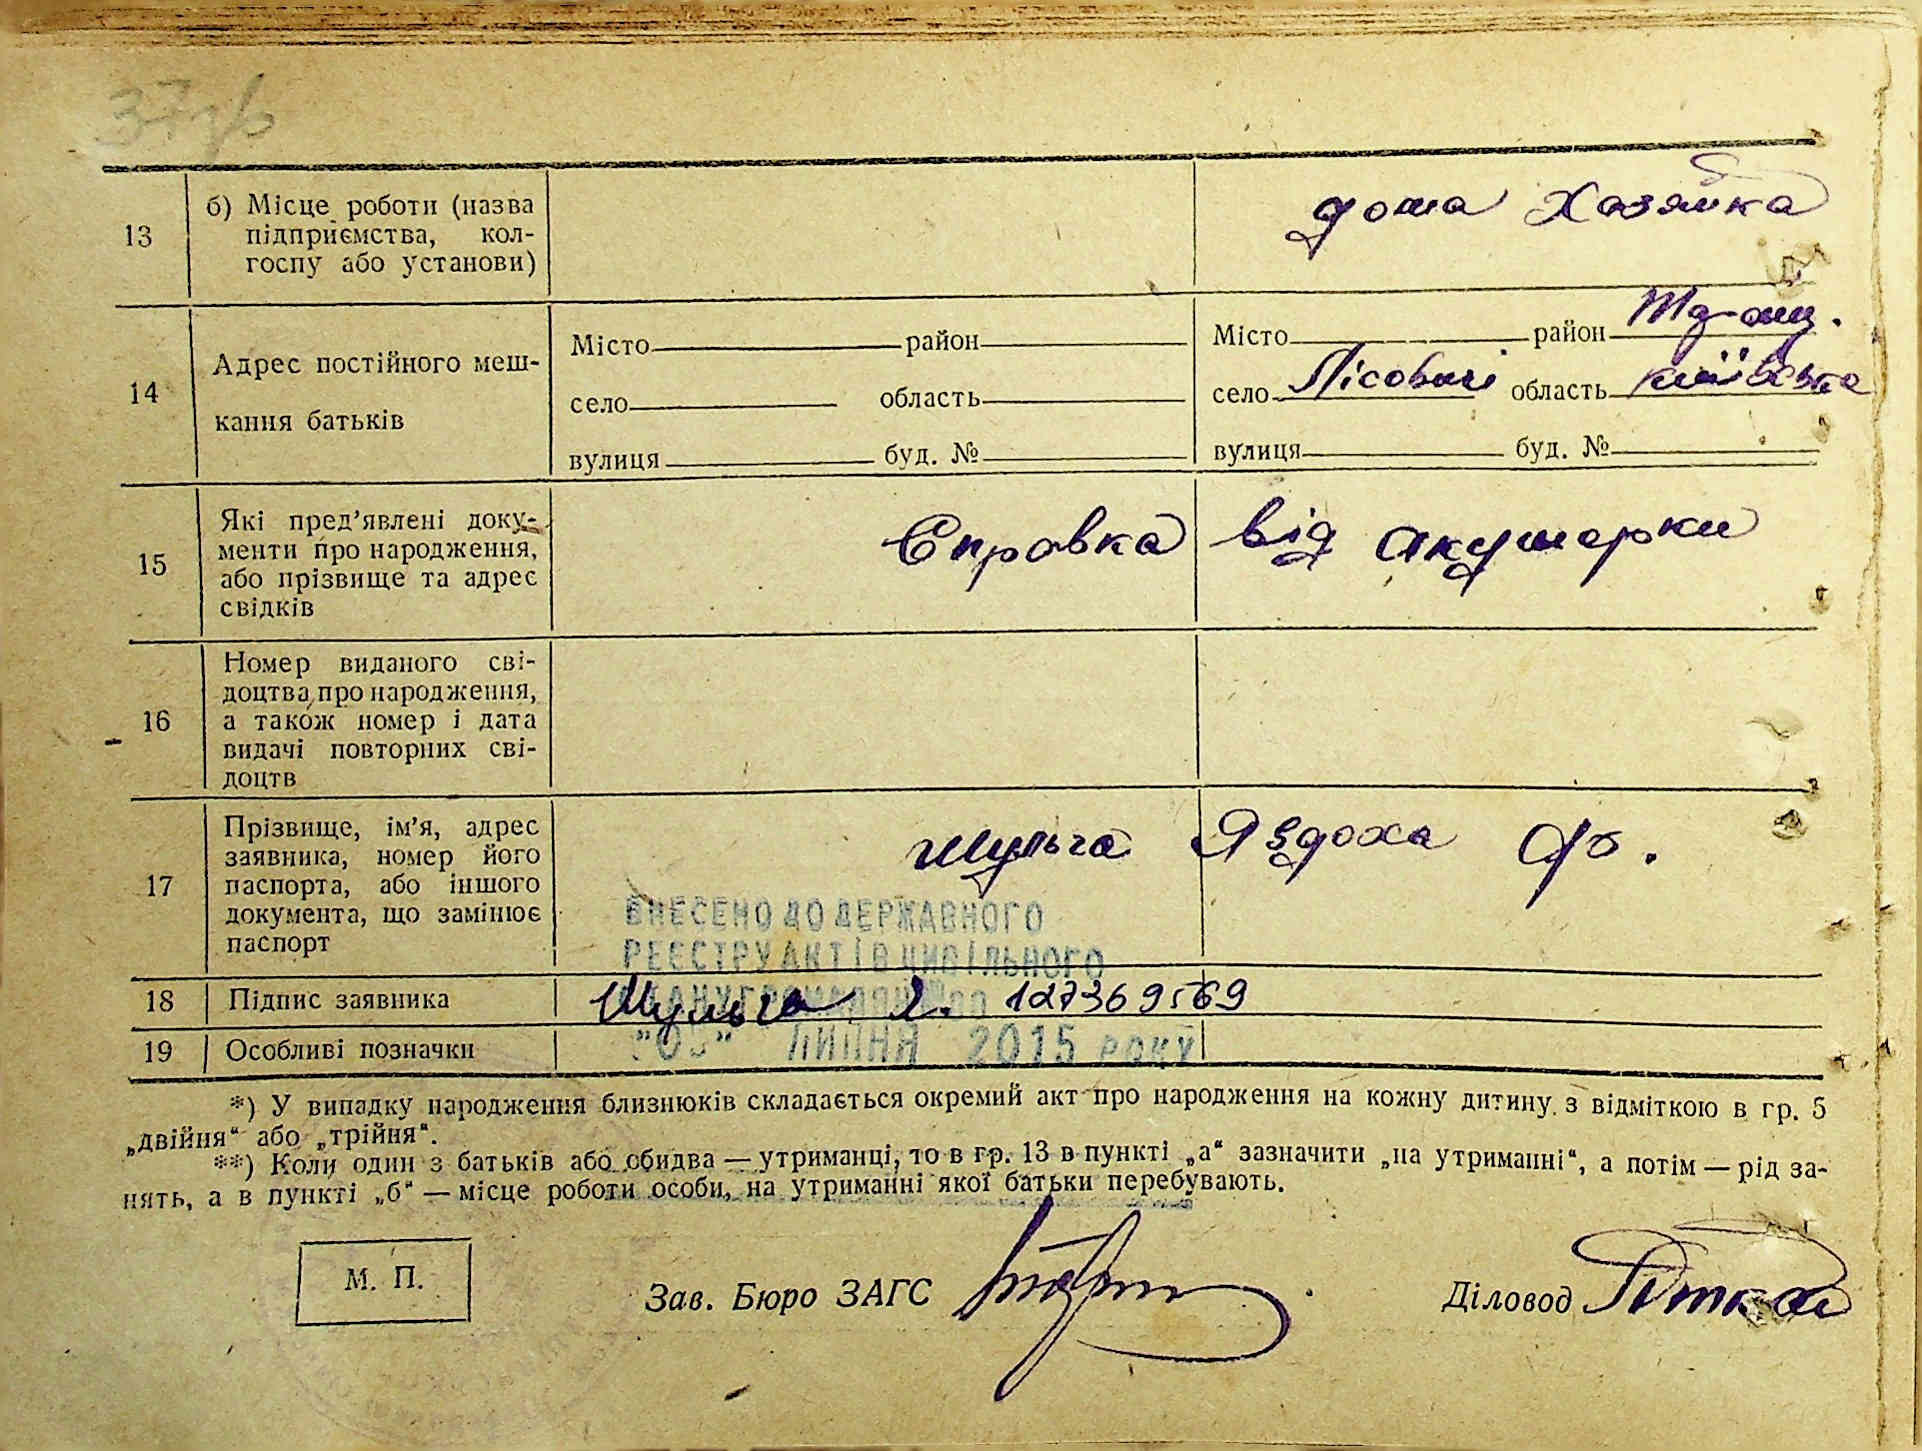 37зв
13
б) Місце роботи (назва
підприємства, кол-
госпу або установи)
дома Хазяйка
14
Адрес постійного меш-
кання батьків
Місто район
село область
вулиця буд. №
Місто район
село Лісовичі область київська
вулиця буд. №
15
Які пред’явлені доку-
менти про народження,
або прізвище та адрес
свідків
Справка від акушерки
16
Номер виданого сві-
доцтва про народження,
а також номер і дата
видачі повторних сві-
доцтв
17
Прізвище, ім’я, адрес
заявника, номер його
паспорта, або іншого
документа, що замінює
паспорт
Шульга Явдоха
ВНЕСЕНО ДО ДЕРЖАВНОГО
РЕЄСТРУ АКТІВ ЦИВІЛЬНОГО
18 Підпис заявника
Шульга Я. 127369569
19 Особливі позначки
ЛИПНЯ 2015 РОКУ
*) У випадку народження близнюків складається окремий акт про народження на кожну дитину з відміткою в гр. 5
„двійня“ або „трійня“.
**) Коли один з батьків або обидва — утриманці, то в гр. 13 в пункті „а“ зазначити „на утриманні“, а потім — рід за-
нять, а в пункті „б“ — місце роботи особи, на утриманні якої батьки перебувають.
М. П.
Зав. Бюро ЗАГС
Діловод